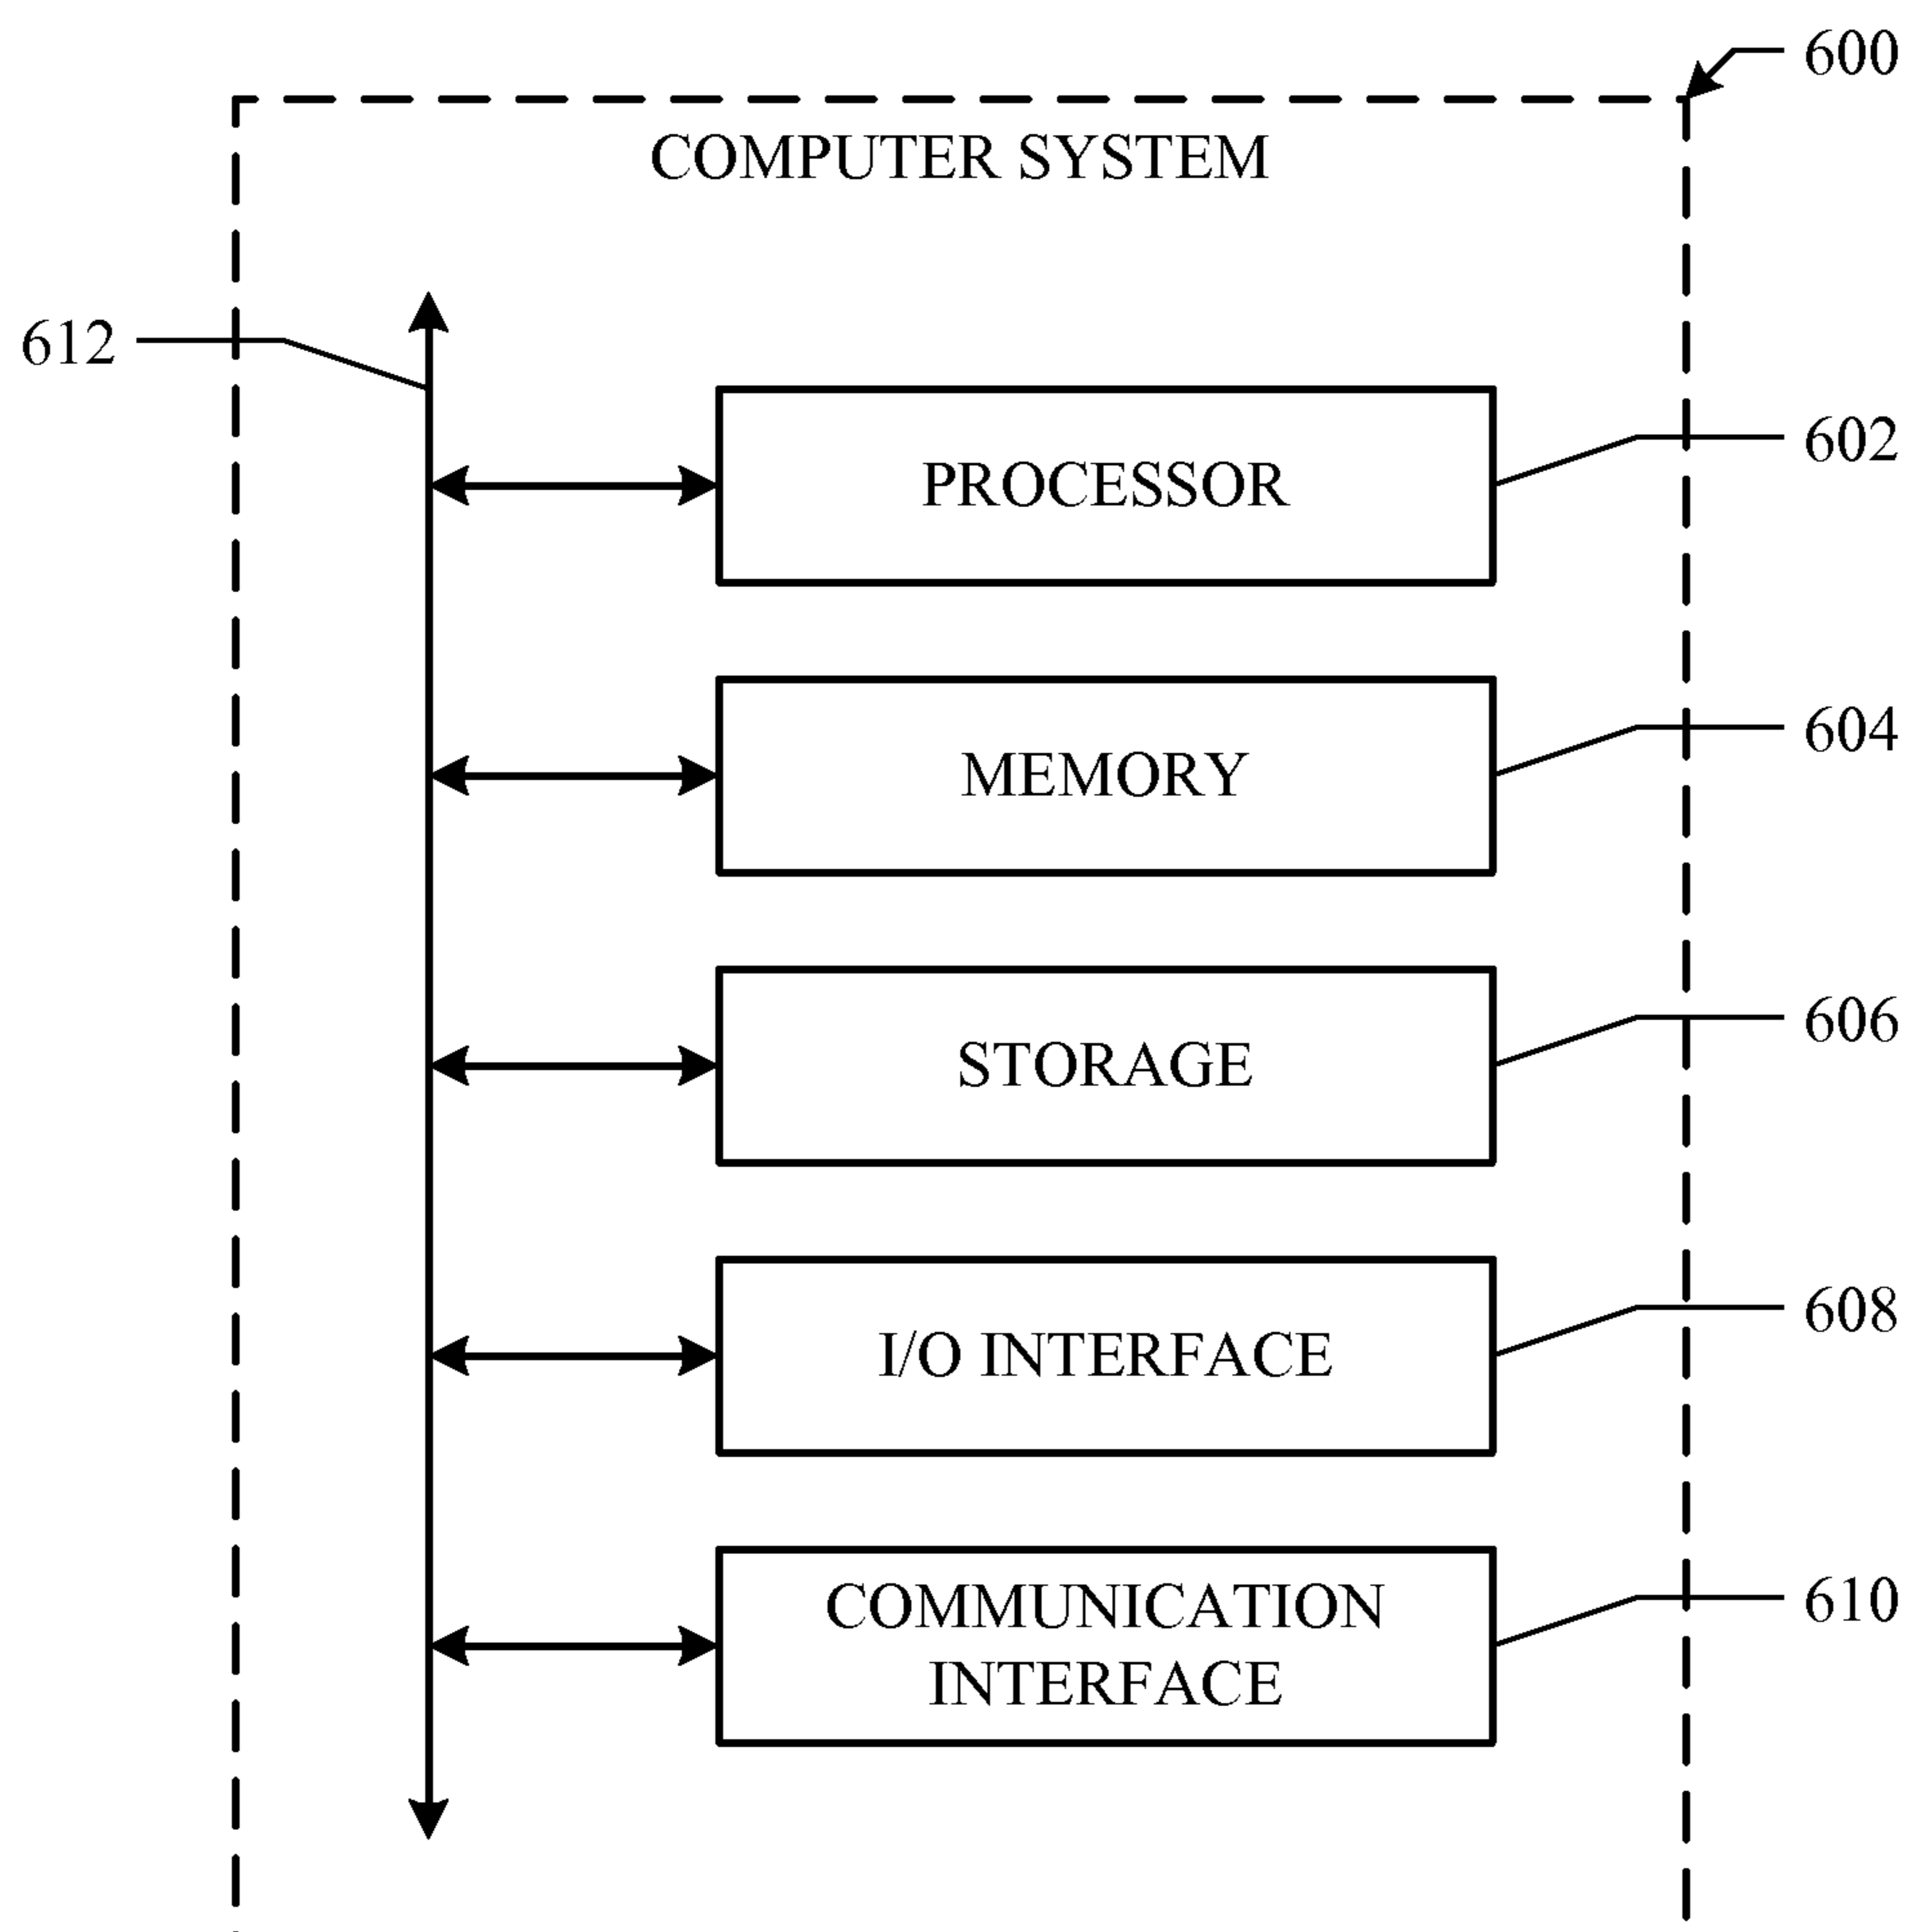 600
COMPUTER SYSTEM
612
PROCESSOR
602
MEMORY
604
STORAGE
606
I/O INTERFACE
608
COMMUNICATION
INTERFACE
610